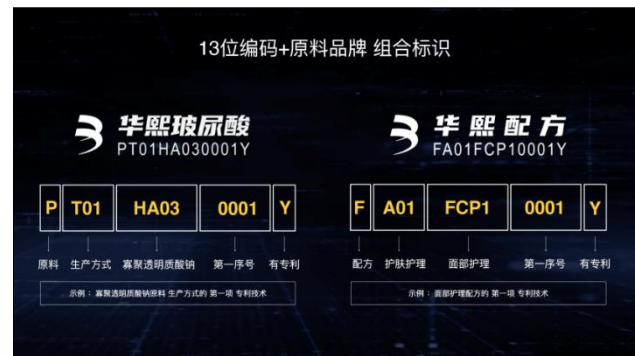 13位编码+原料品牌 组合标识
华熙玻尿酸
PT01HA030001Y
P T01 HA03 0001 Y
原料 生产方式 寡聚透明质酸钠 第一序号 有专利
示例：寡聚透明质酸钠原料 生产方式的 第一项 专利技术
华熙配方
FA01FCP10001Y
F A01 FCP1 0001 Y
配方 护肤护理 面部护理 第一序号 有专利
示例：面部护理配方的 第一项 专利技术